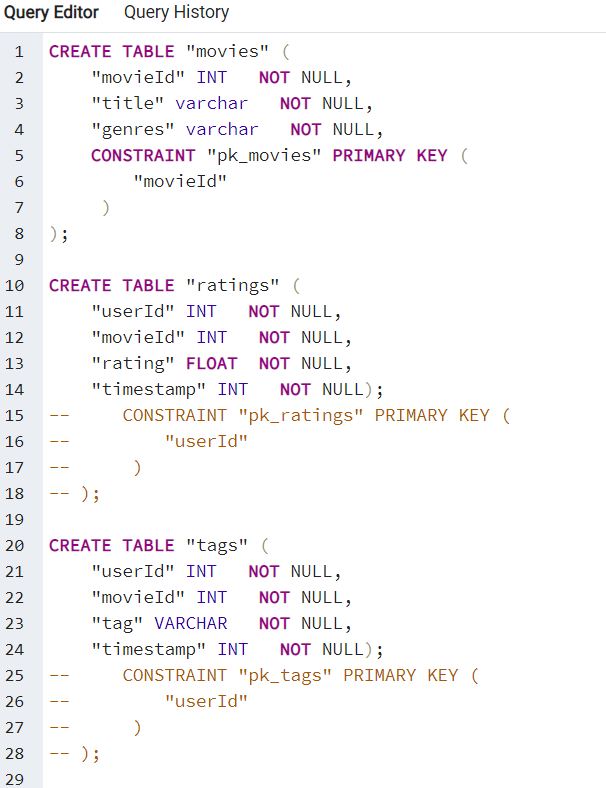 Query Editor Query History
1 CREATE TABLE "movies" (
2 "movieId" INT NOT NULL,
3 "title" varchar NOT NULL,
4 "genres" varchar NOT NULL,
5 CONSTRAINT "pk_movies" PRIMARY KEY (
6 "movieId"
7 )
8 );
9
10 CREATE TABLE "ratings" (
11 "userId" INT NOT NULL,
12 "movieId" INT NOT NULL,
13 "rating" FLOAT NOT NULL,
14 "timestamp" INT NOT NULL);
15 -- CONSTRAINT "pk_ratings" PRIMARY KEY (
16 -- "userId"
17 -- )
18 -- );
19
20 CREATE TABLE "tags" (
21 "userId" INT NOT NULL,
22 "movieId" INT NOT NULL,
23 "tag" VARCHAR NOT NULL,
24 "timestamp" INT NOT NULL);
25 -- CONSTRAINT "pk_tags" PRIMARY KEY (
26 -- "userId"
27 -- )
28 -- );
29